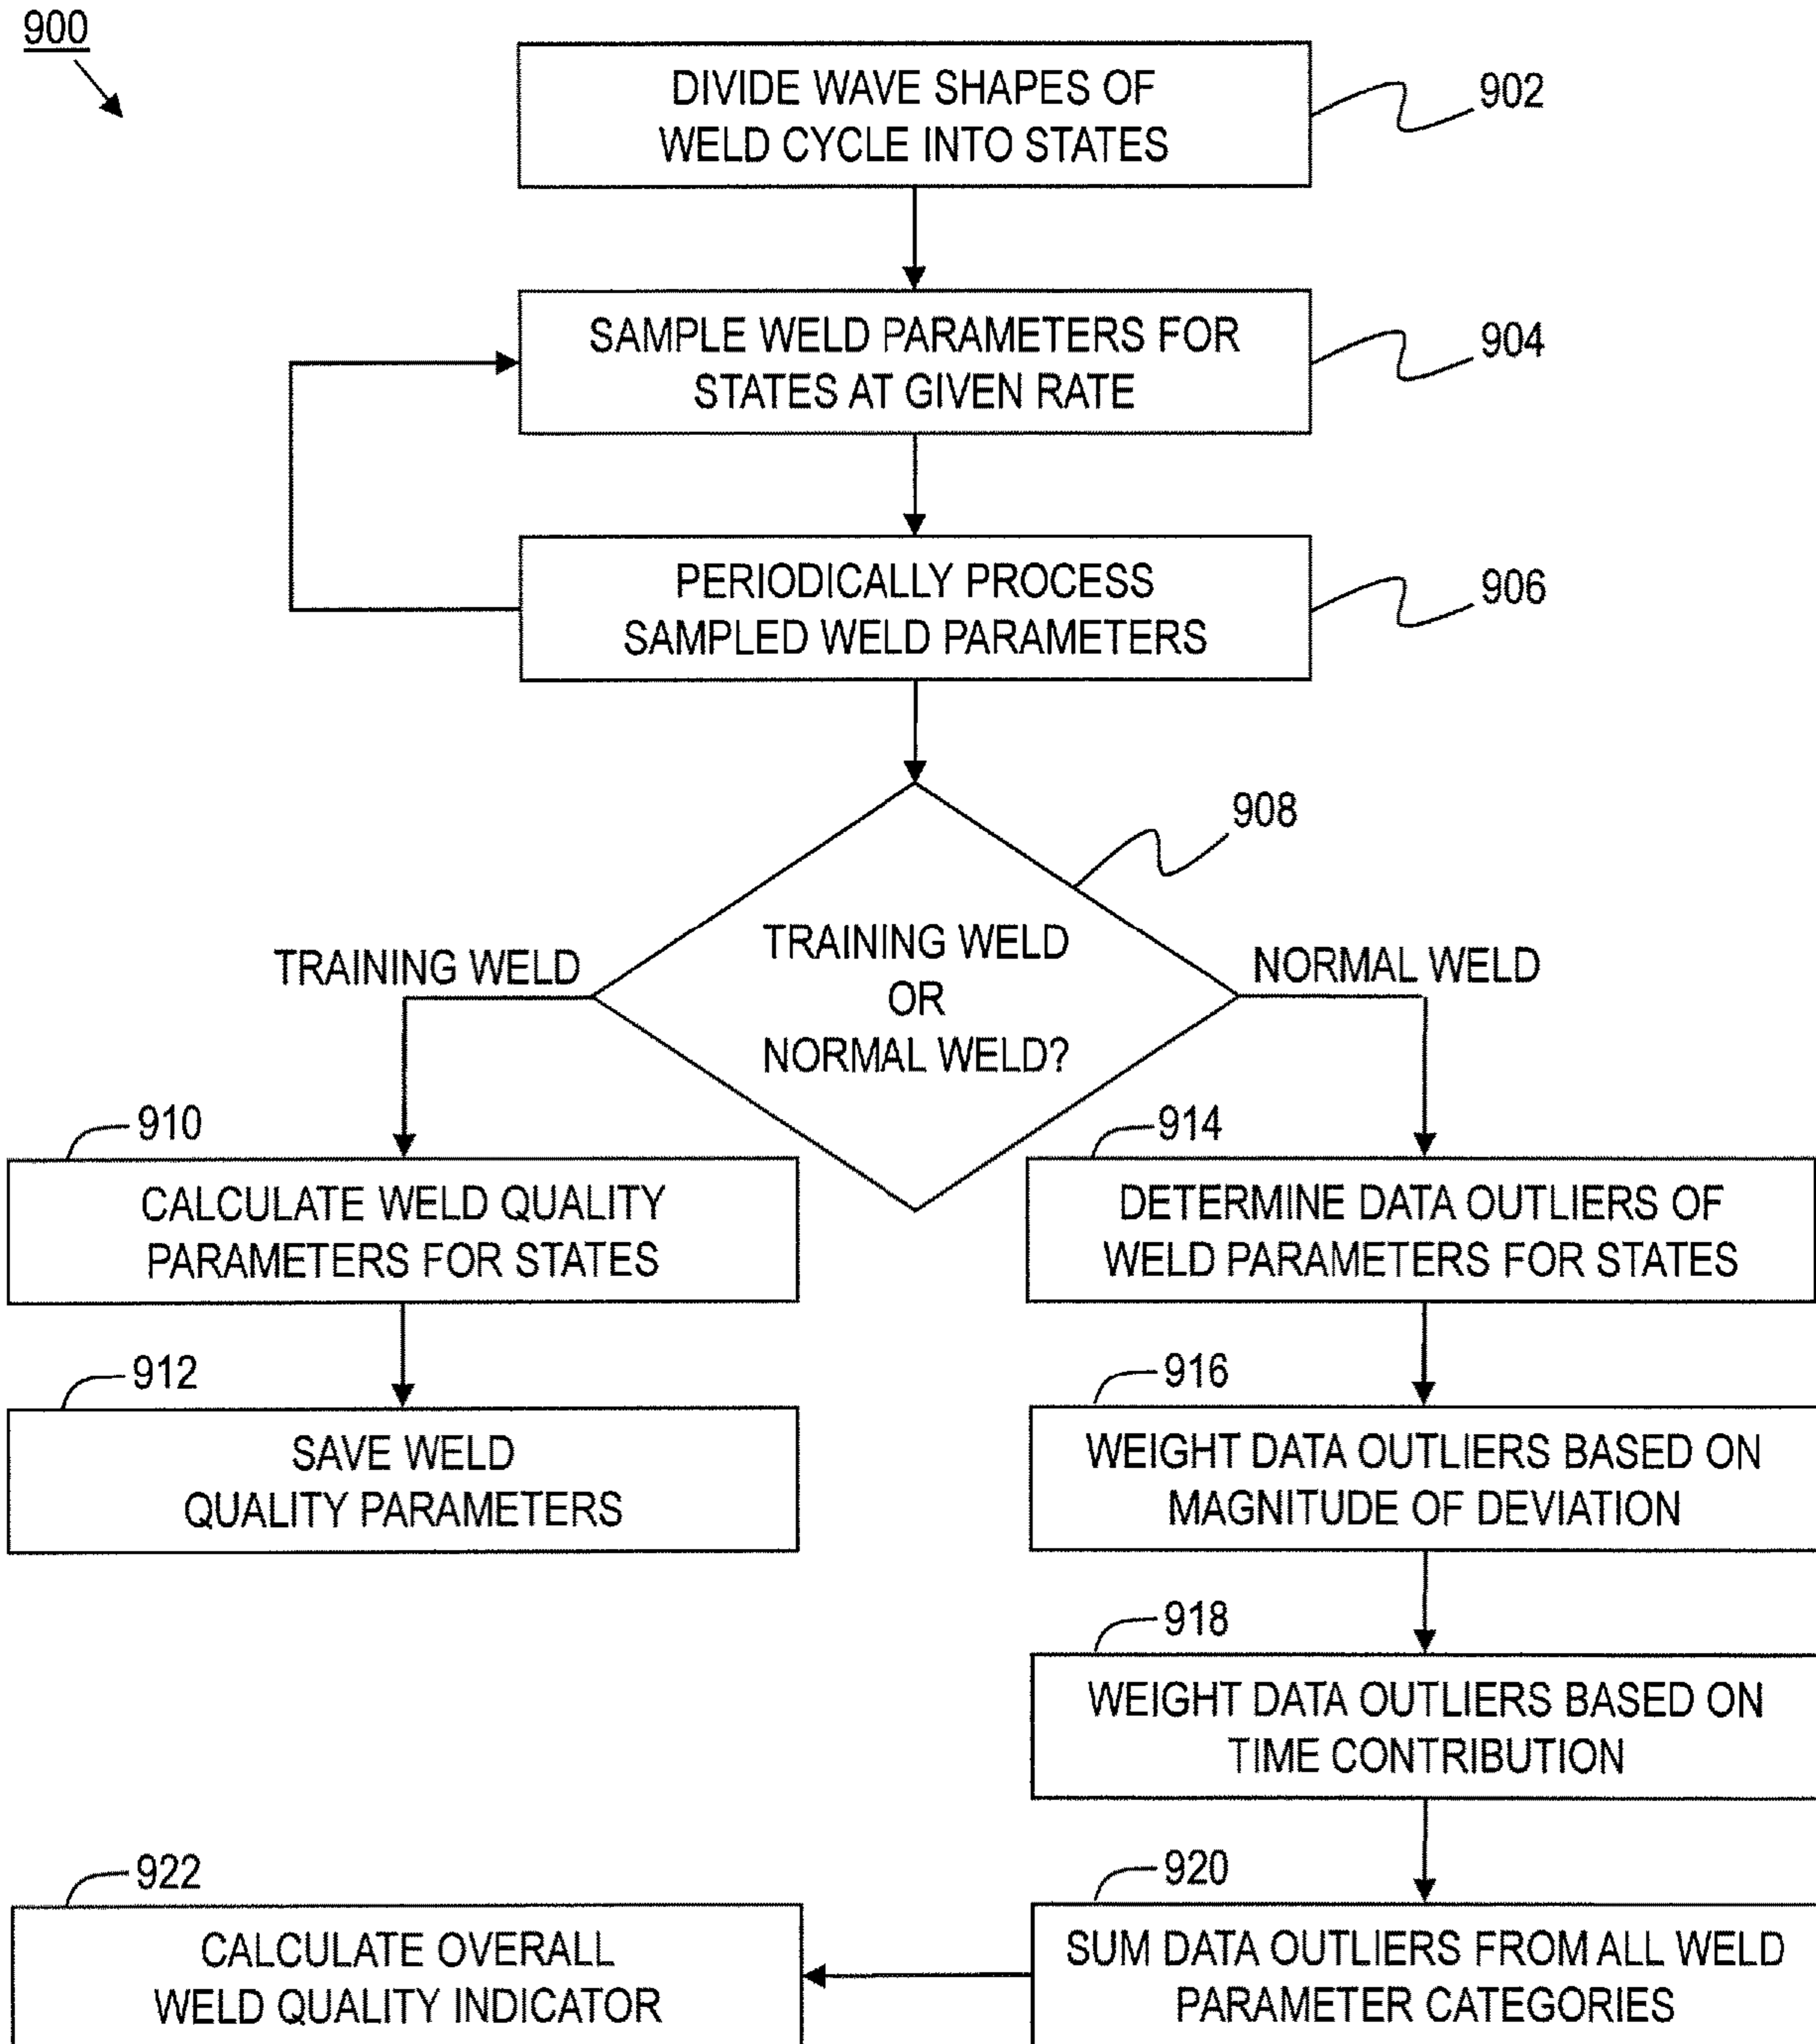 900
DIVIDE WAVE SHAPES OF
WELD CYCLE INTO STATES
902
SAMPLE WELD PARAMETERS FOR
STATES AT GIVEN RATE
904
PERIODICALLY PROCESS
SAMPLED WELD PARAMETERS
906
908
TRAINING WELD
OR
NORMAL WELD?
TRAINING WELD
NORMAL WELD
910
CALCULATE WELD QUALITY
PARAMETERS FOR STATES
912
SAVE WELD
QUALITY PARAMETERS
914
DETERMINE DATA OUTLIERS OF
WELD PARAMETERS FOR STATES
916
WEIGHT DATA OUTLIERS BASED ON
MAGNITUDE OF DEVIATION
918
WEIGHT DATA OUTLIERS BASED ON
TIME CONTRIBUTION
920
SUM DATA OUTLIERS FROM ALL WELD
PARAMETER CATEGORIES
922
CALCULATE OVERALL
WELD QUALITY INDICATOR